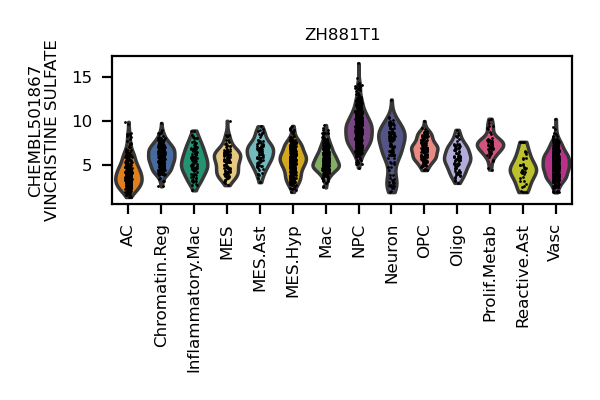 ZH881T1
CHEMBL501867
VINCRISTINE SULFATE
15
10
5
AC
Chromatin.Reg
Inflammatory.Mac
MES
MES.Ast
MES.Hyp
Mac
NPC
Neuron
OPC
Oligo
Prolif.Metab
Reactive.Ast
Vasc